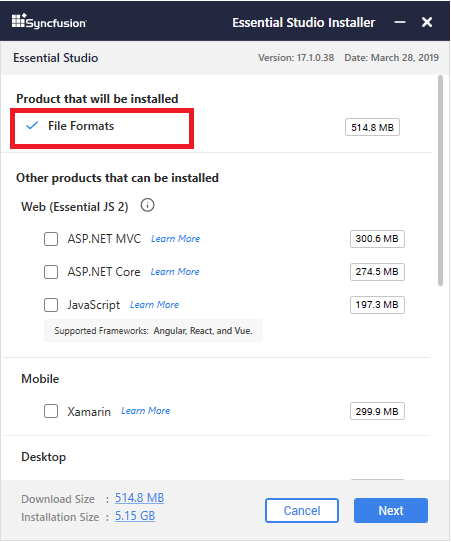 Syncfusion Essential Studio Installer
Essential Studio Version: 17.1.0.38 Date: March 28, 2019
Product that will be installed
File Formats 514.8 MB
Other products that can be installed
Web (Essential JS 2)
ASP.NET MVC Learn More 300.6 MB
ASP.NET Core Learn More 274.5 MB
JavaScript Learn More 197.3 MB
Supported Frameworks: Angular, React, and Vue.
Mobile
Xamarin Learn More 299.9 MB
Desktop
Download Size : 514.8 MB
Installation Size : 5.15 GB
Cancel Next